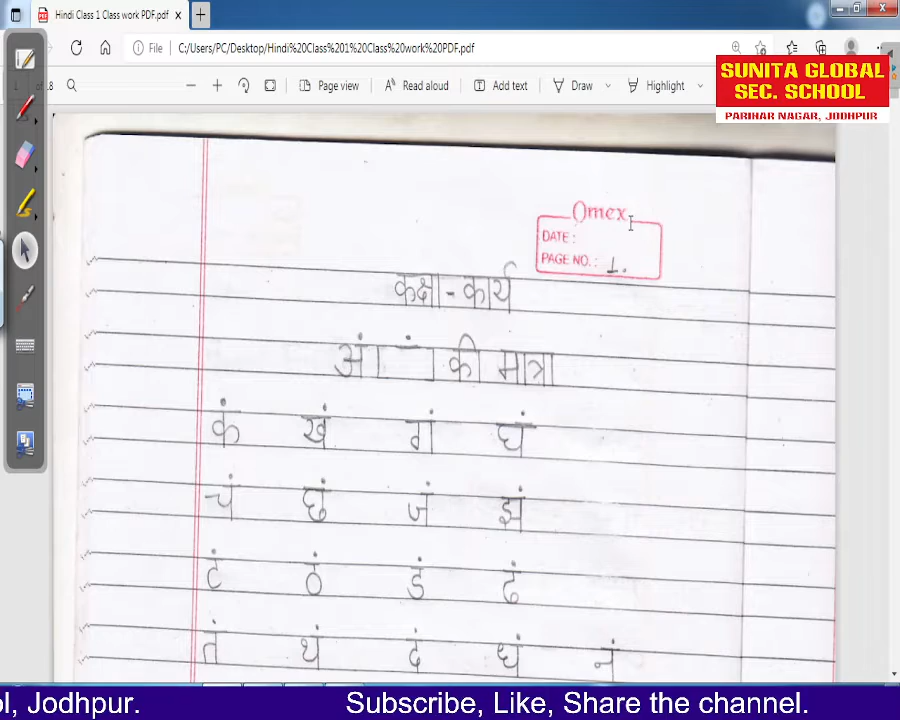 Hindi Class 1 Class work PDF.pdf
File C:/Users/PC/Desktop/Hindi%20Class%201%20Class%20work%20PDF.pdf
Page view Read aloud Add text Draw Highlight
SUNITA GLOBAL
SEC. SCHOOL
PARIHAR NAGAR, JODHPUR
Omex
DATE :
PAGE NO. : 1.
कक्षा - कार्य
अं। ं। की मात्रा
कं खं गं घं
चं छं जं झं
टं ठं डं ढं
तं थं दं धं नं
ol, Jodhpur. Subscribe, Like, Share the channel.